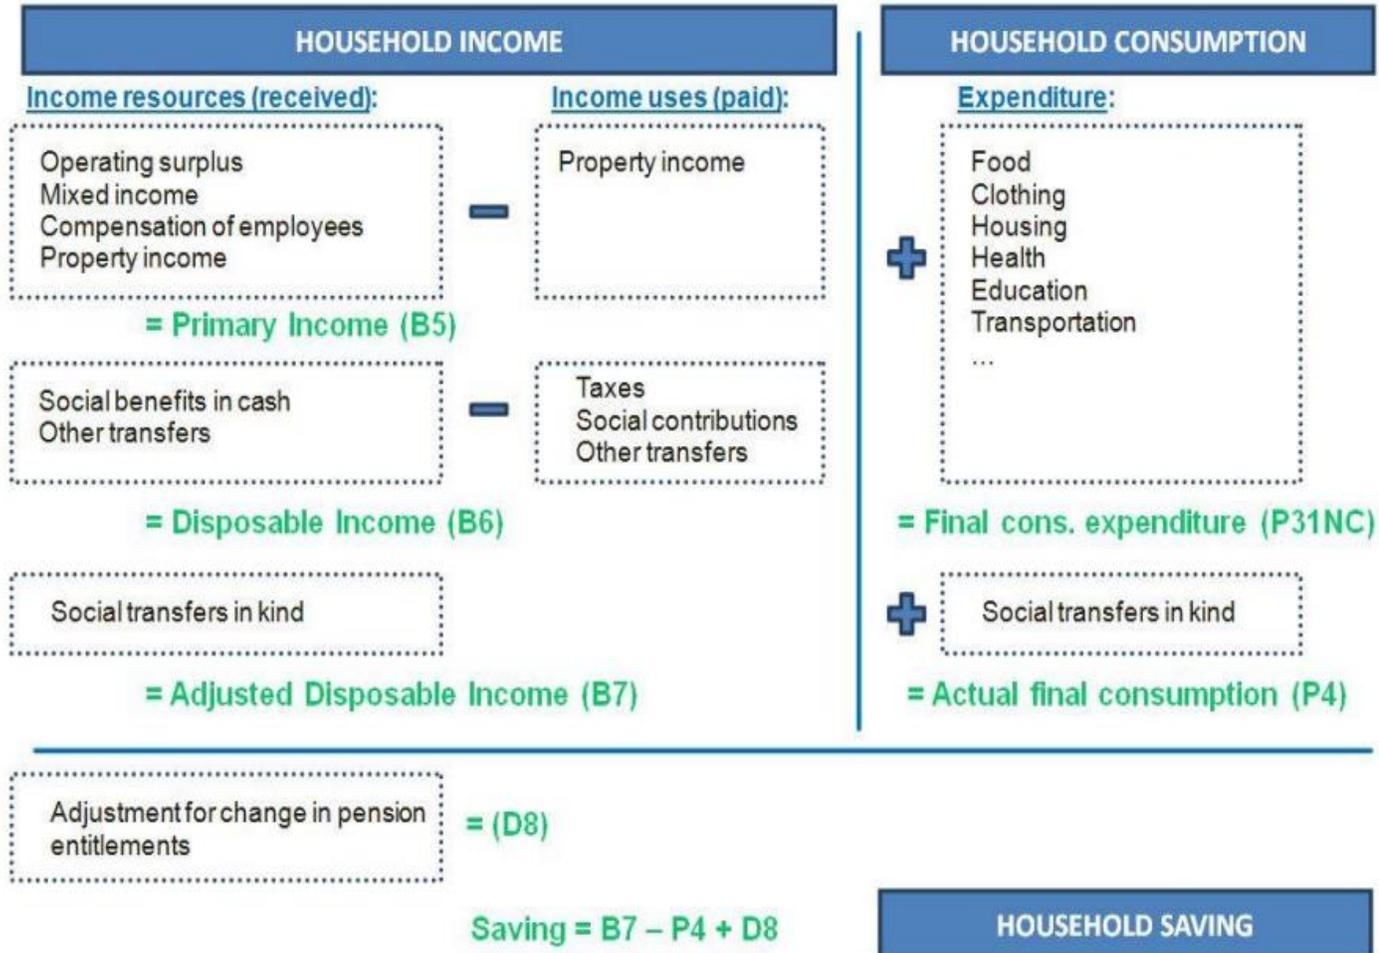 HOUSEHOLD INCOME
Income resources (received):
Income uses (paid):
Operating surplus
Mixed income
Compensation of employees
Property income
Property income
= Primary Income (B5)
Social benefits in cash
Other transfers
Taxes
Social contributions
Other transfers
= Disposable Income (B6)
Social transfers in kind
= Adjusted Disposable Income (B7)
HOUSEHOLD CONSUMPTION
Expenditure:
Food
Clothing
Housing
Health
Education
Transportation
...
= Final cons. expenditure (P31NC)
Social transfers in kind
= Actual final consumption (P4)
Adjustment for change in pension
entitlements
= (D8)
Saving = B7 – P4 + D8
HOUSEHOLD SAVING